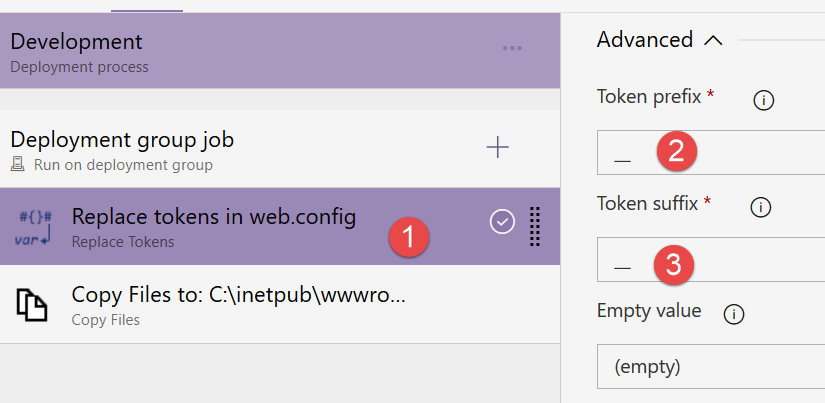 Development
Deployment process
Deployment group job
Run on deployment group
#{}#
var
Replace tokens in web.config
Replace Tokens
1
Copy Files to: C:\inetpub\wwwro...
Copy Files
Advanced
Token prefix *
__
2
Token suffix *
__
3
Empty value
(empty)